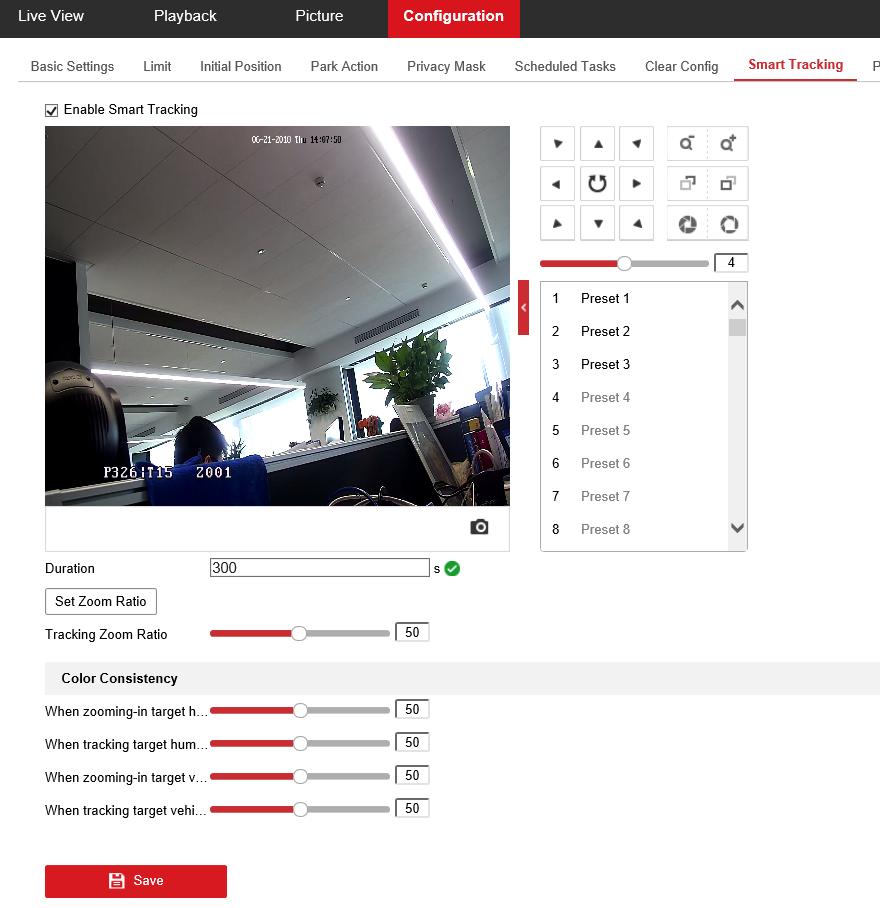 Live View Playback Picture Configuration
Basic Settings Limit Initial Position Park Action Privacy Mask Scheduled Tasks Clear Config Smart Tracking P
Enable Smart Tracking
06-21-2010 Thu 14:07:50
4
1 Preset 1
2 Preset 2
3 Preset 3
4 Preset 4
5 Preset 5
6 Preset 6
7 Preset 7
8 Preset 8
Z001
Duration 300 s
Set Zoom Ratio
Tracking Zoom Ratio 50
Color Consistency
When zooming-in target h... 50
When tracking target hum... 50
When zooming-in target v... 50
When tracking target vehi... 50
Save